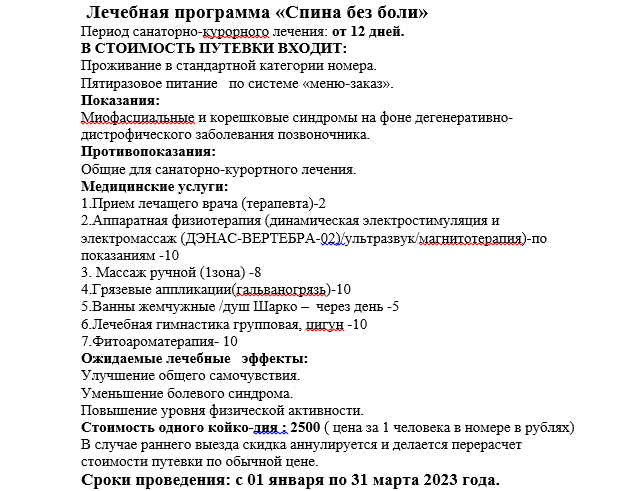 Лечебная программа «Спина без боли»
Период санаторно-курорного лечения: от 12 дней.
В СТОИМОСТЬ ПУТЕВКИ ВХОДИТ:
Проживание в стандартной категории номера.
Пятиразовое питание по системе «меню-заказ».
Показания:
Миофасциальные и корешковые синдромы на фоне дегенеративно-
дистрофического заболевания позвоночника.
Противопоказания:
Общие для санаторно-курортного лечения.
Медицинские услуги:
1.Прием лечащего врача (терапевта)-2
2.Аппаратная физиотерапия (динамическая электростимуляция и
электромассаж (ДЭНАС-ВЕРТЕБРА-02)/ультразвук/магнитотерапия)-по
показаниям -10
3. Массаж ручной (1зона) -8
4.Грязевые аппликации(гальваногрязь)-10
5.Ванны жемчужные /душ Шарко – через день -5
6.Лечебная гимнастика групповая, цигун -10
7.Фитоароматерапия- 10
Ожидаемые лечебные эффекты:
Улучшение общего самочувствия.
Уменьшение болевого синдрома.
Повышение уровня физической активности.
Стоимость одного койко-дня : 2500 ( цена за 1 человека в номере в рублях)
В случае раннего выезда скидка аннулируется и делается перерасчет
стоимости путевки по обычной цене.
Сроки проведения: с 01 января по 31 марта 2023 года.